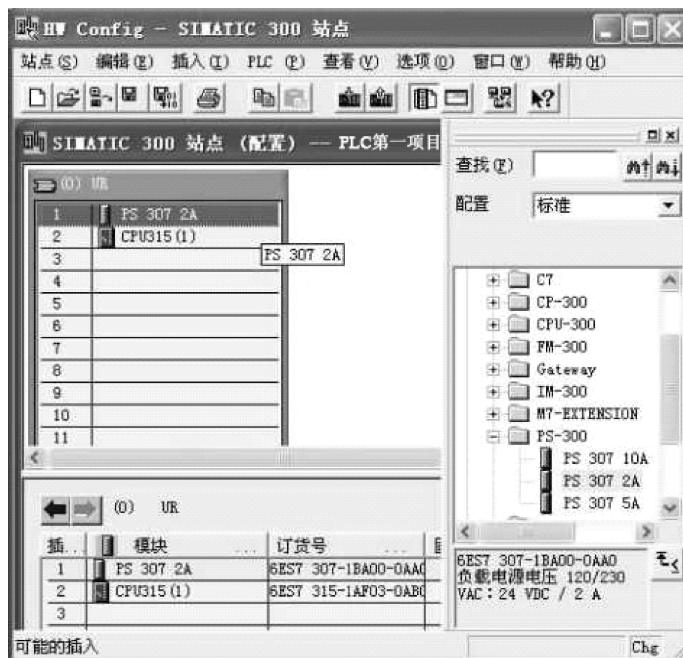 HW Config - SIMATIC 300 站点
站点(S) 编辑(E) 插入(I) PLC (P) 查看(V) 选项(O) 窗口(W) 帮助(H)
SIMATIC 300 站点 (配置) —— PLC第一项目
(0) UR
1 PS 307 2A
2 CPU315(1)
PS 307 2A
3
4
5
6
7
8
9
10
11
查找(F)
配置 标准
C7
CP-300
CPU-300
FM-300
Gateway
IM-300
M7-EXTENSION
PS-300
PS 307 10A
PS 307 2A
PS 307 5A
(0) UR
插... 模块 ... 订货号 ...
1 PS 307 2A 6ES7 307-1BA00-0AA0
2 CPU315(1) 6ES7 315-1AF03-0AB0
3
6ES7 307-1BA00-0AA0
负载电源电压 120/230
VAC：24 VDC / 2 A
可能的插入
Chg